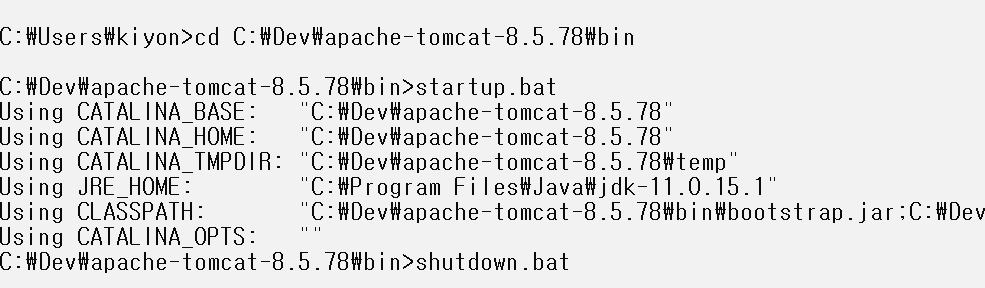 C:₩Users₩kiyon>cd C:₩Dev₩apache-tomcat-8.5.78₩bin
C:₩Dev₩apache-tomcat-8.5.78₩bin>startup.bat
Using CATALINA_BASE:   "C:₩Dev₩apache-tomcat-8.5.78"
Using CATALINA_HOME:   "C:₩Dev₩apache-tomcat-8.5.78"
Using CATALINA_TMPDIR: "C:₩Dev₩apache-tomcat-8.5.78₩temp"
Using JRE_HOME:        "C:₩Program Files₩Java₩jdk-11.0.15.1"
Using CLASSPATH:       "C:₩Dev₩apache-tomcat-8.5.78₩bin₩bootstrap.jar;C:₩Dev
Using CATALINA_OPTS:   ""
C:₩Dev₩apache-tomcat-8.5.78₩bin>shutdown.bat